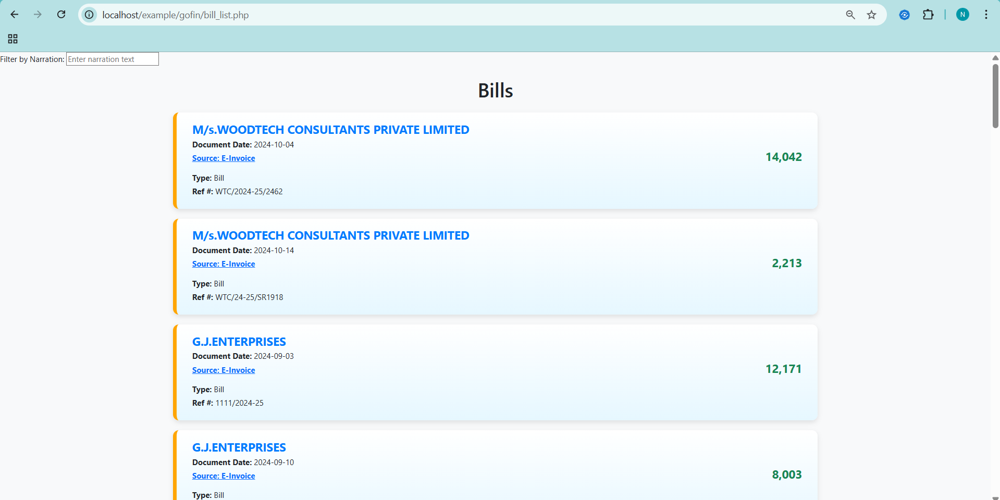 localhost/example/gofin/bill_list.php
N
Filter by Narration: Enter narration text
Bills
M/s.WOODTECH CONSULTANTS PRIVATE LIMITED
Document Date: 2024-10-04
Source: E-Invoice
14,042
Type: Bill
Ref #: WTC/2024-25/2462
M/s.WOODTECH CONSULTANTS PRIVATE LIMITED
Document Date: 2024-10-14
Source: E-Invoice
2,213
Type: Bill
Ref #: WTC/24-25/SR1918
G.J.ENTERPRISES
Document Date: 2024-09-03
Source: E-Invoice
12,171
Type: Bill
Ref #: 1111/2024-25
G.J.ENTERPRISES
Document Date: 2024-09-10
Source: E-Invoice
8,003
Type: Bill